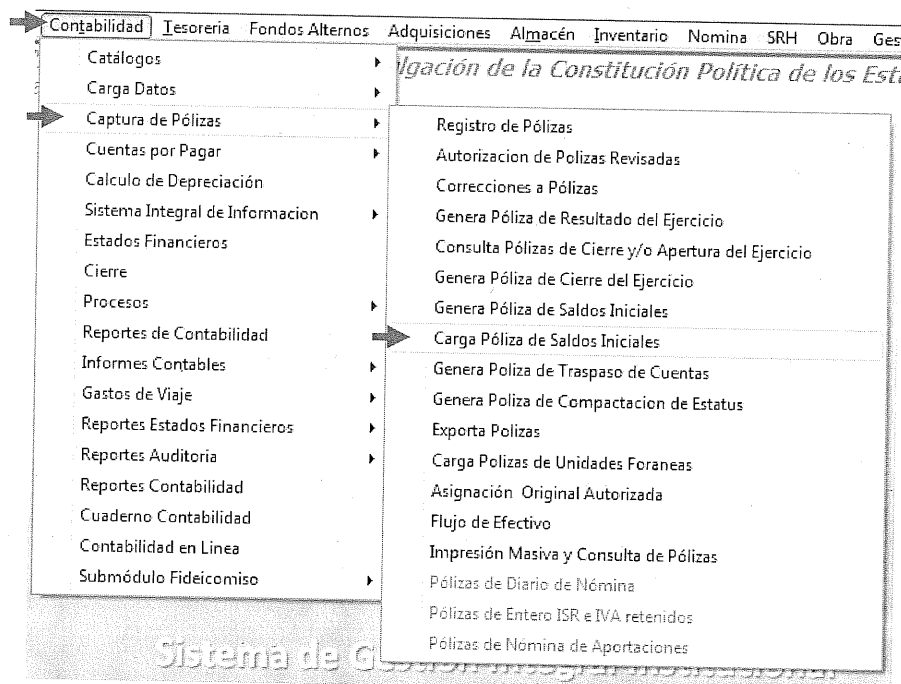 Contabilidad Tesoreria Fondos Alternos Adquisiciones Almacén Inventario Nomina SRH Obra Ges
lgación de la Constitución Política de los Est
Catálogos
Carga Datos
Captura de Pólizas
Cuentas por Pagar
Calculo de Depreciación
Sistema Integral de Informacion
Estados Financieros
Cierre
Procesos
Reportes de Contabilidad
Informes Contables
Gastos de Viaje
Reportes Estados Financieros
Reportes Auditoria
Reportes Contabilidad
Cuaderno Contabilidad
Contabilidad en Linea
Submódulo Fideicomiso
Registro de Pólizas
Autorizacion de Polizas Revisadas
Correcciones a Pólizas
Genera Póliza de Resultado del Ejercicio
Consulta Pólizas de Cierre y/o Apertura del Ejercicio
Genera Póliza de Cierre del Ejercicio
Genera Póliza de Saldos Iniciales
Carga Póliza de Saldos Iniciales
Genera Poliza de Traspaso de Cuentas
Genera Poliza de Compactacion de Estatus
Exporta Polizas
Carga Polizas de Unidades Foraneas
Asignación Original Autorizada
Flujo de Efectivo
Impresión Masiva y Consulta de Pólizas
Pólizas de Diario de Nómina
Pólizas de Entero ISR e IVA retenidos
Pólizas de Nómina de Aportaciones
Sistema de Gestión Integral Institucional